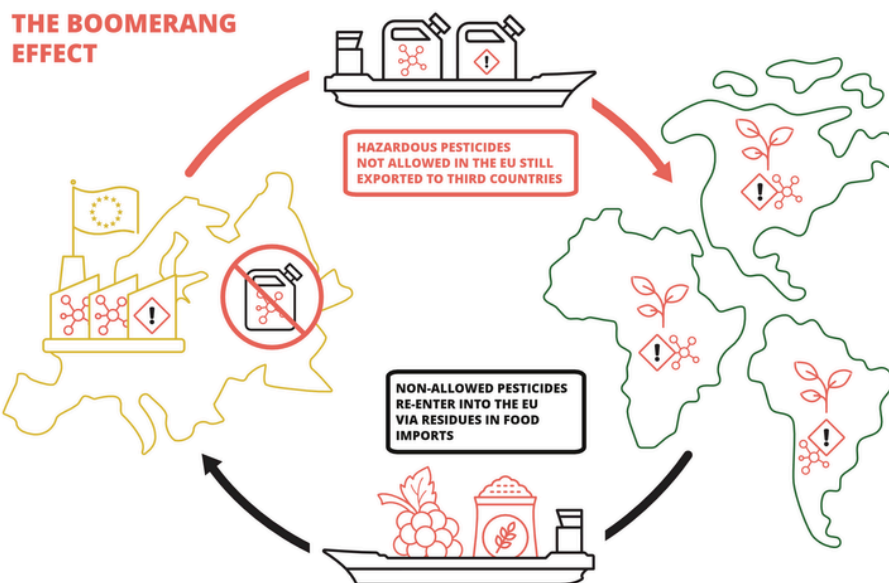 THE BOOMERANG
EFFECT
HAZARDOUS PESTICIDES
NOT ALLOWED IN THE EU STILL
EXPORTED TO THIRD COUNTRIES
NON-ALLOWED PESTICIDES
RE-ENTER INTO THE EU
VIA RESIDUES IN FOOD
IMPORTS